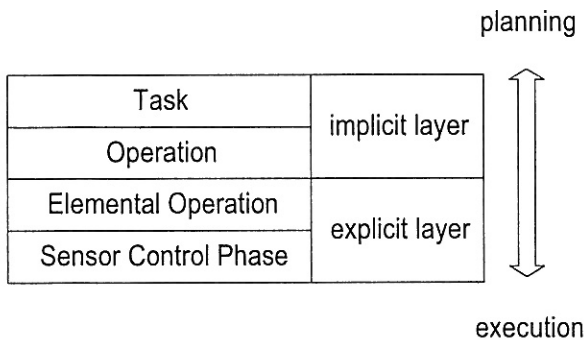 planning
Task
implicit layer
Operation
Elemental Operation
explicit layer
Sensor Control Phase
execution